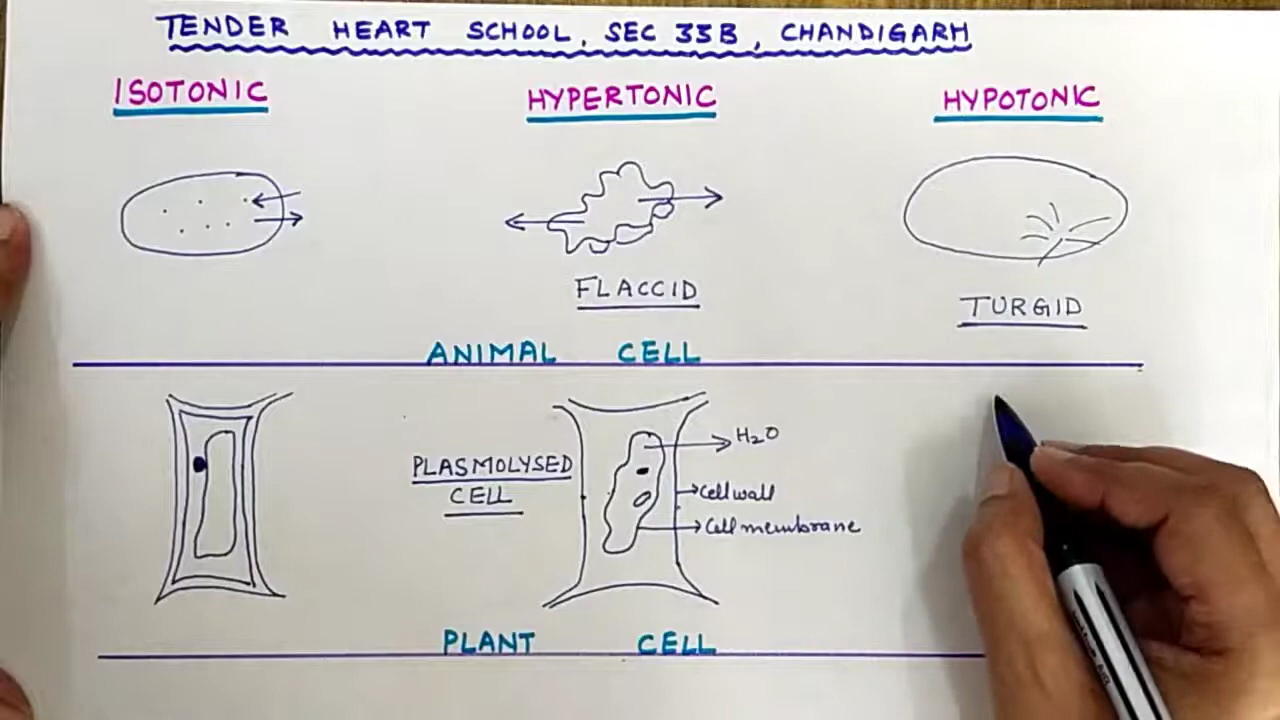 TENDER HEART SCHOOL, SEC 33B, CHANDIGARH
ISOTONIC
HYPERTONIC
HYPOTONIC
FLACCID
TURGID
ANIMAL CELL
PLASMOLYSED
CELL
H₂O
Cell wall
Cell membrane
PLANT CELL